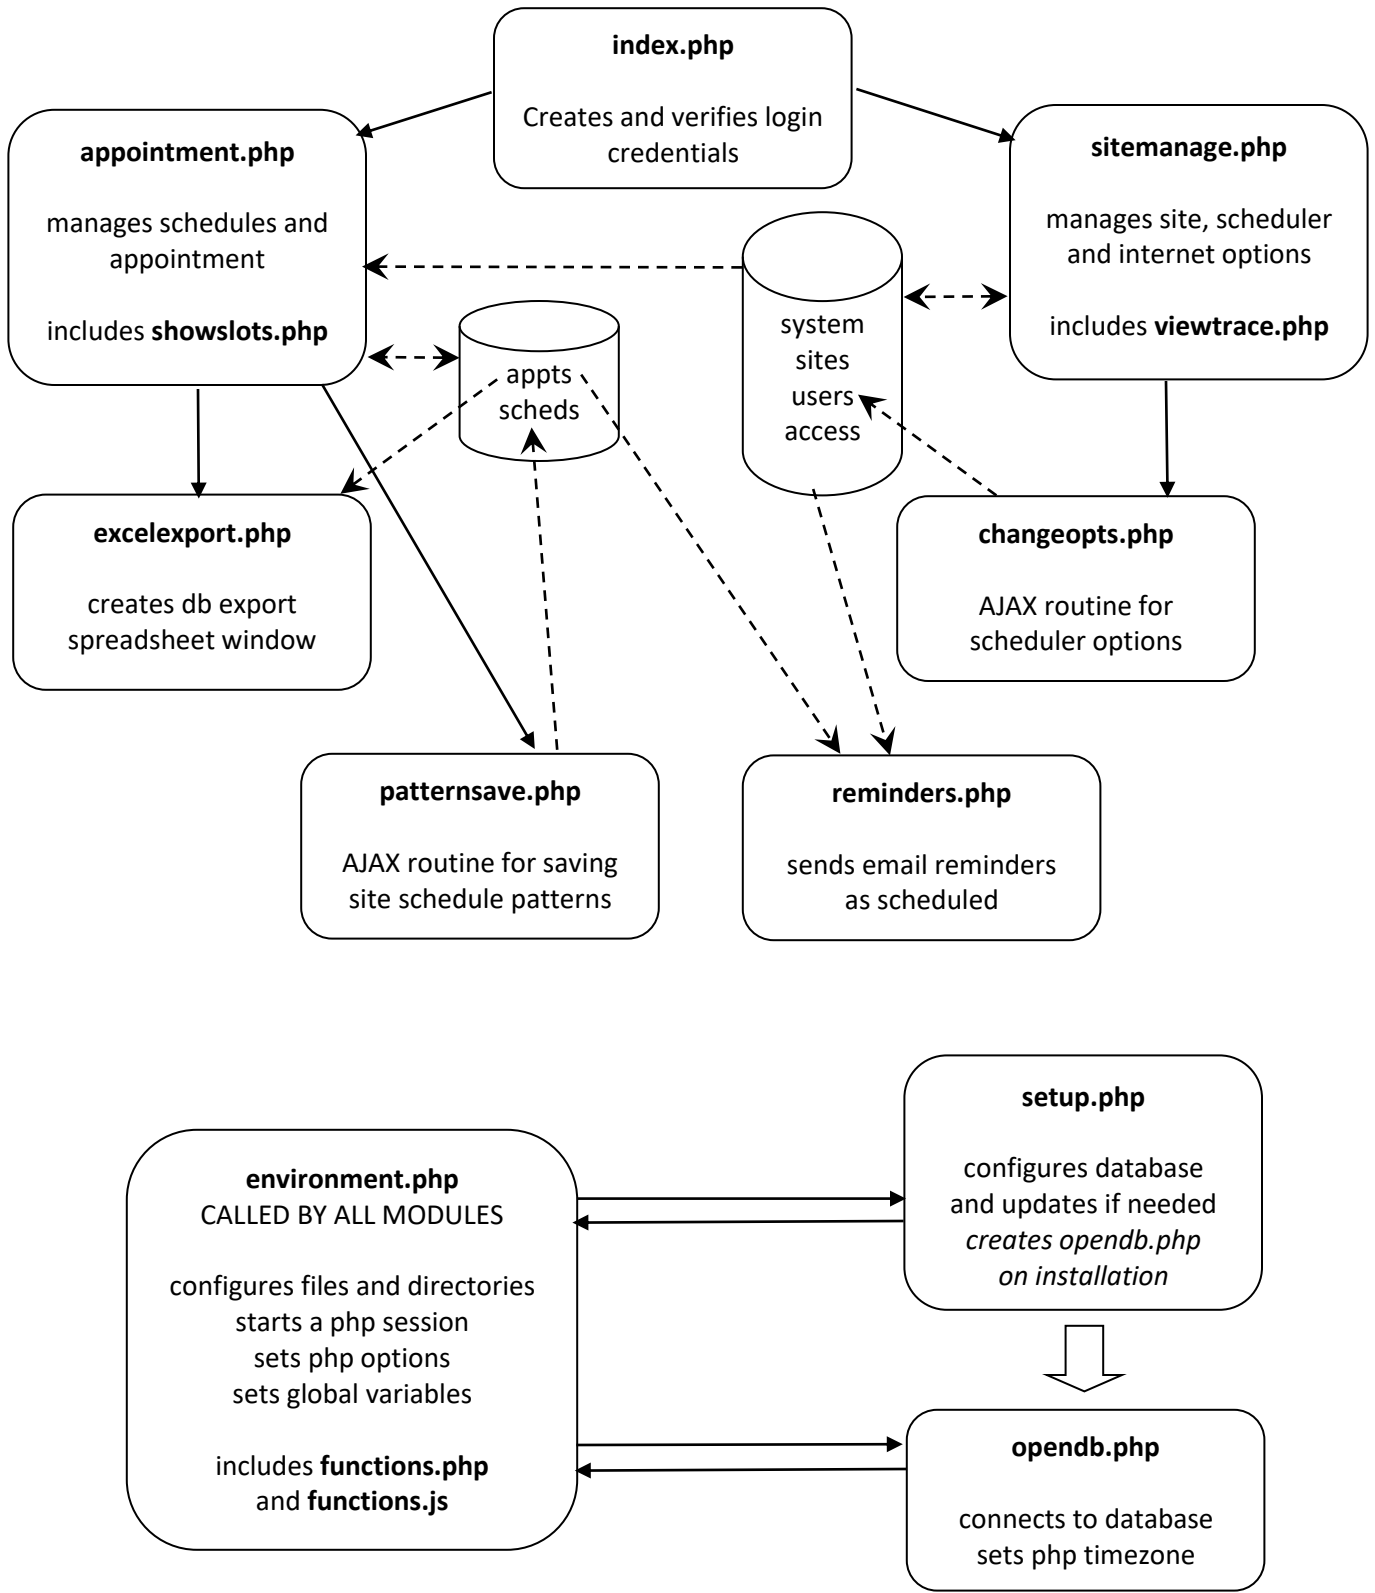 index.php
Creates and verifies login
credentials
appointment.php
manages schedules and
appointment
includes showslots.php
sitemanage.php
manages site, scheduler
and internet options
includes viewtrace.php
system
sites
users
access
appts
scheds
excelexport.php
creates db export
spreadsheet window
changeopts.php
AJAX routine for
scheduler options
patternsave.php
AJAX routine for saving
site schedule patterns
reminders.php
sends email reminders
as scheduled
setup.php
configures database
and updates if needed
creates opendb.php
on installation
environment.php
CALLED BY ALL MODULES
configures files and directories
starts a php session
sets php options
sets global variables
includes functions.php
and functions.js
opendb.php
connects to database
sets php timezone